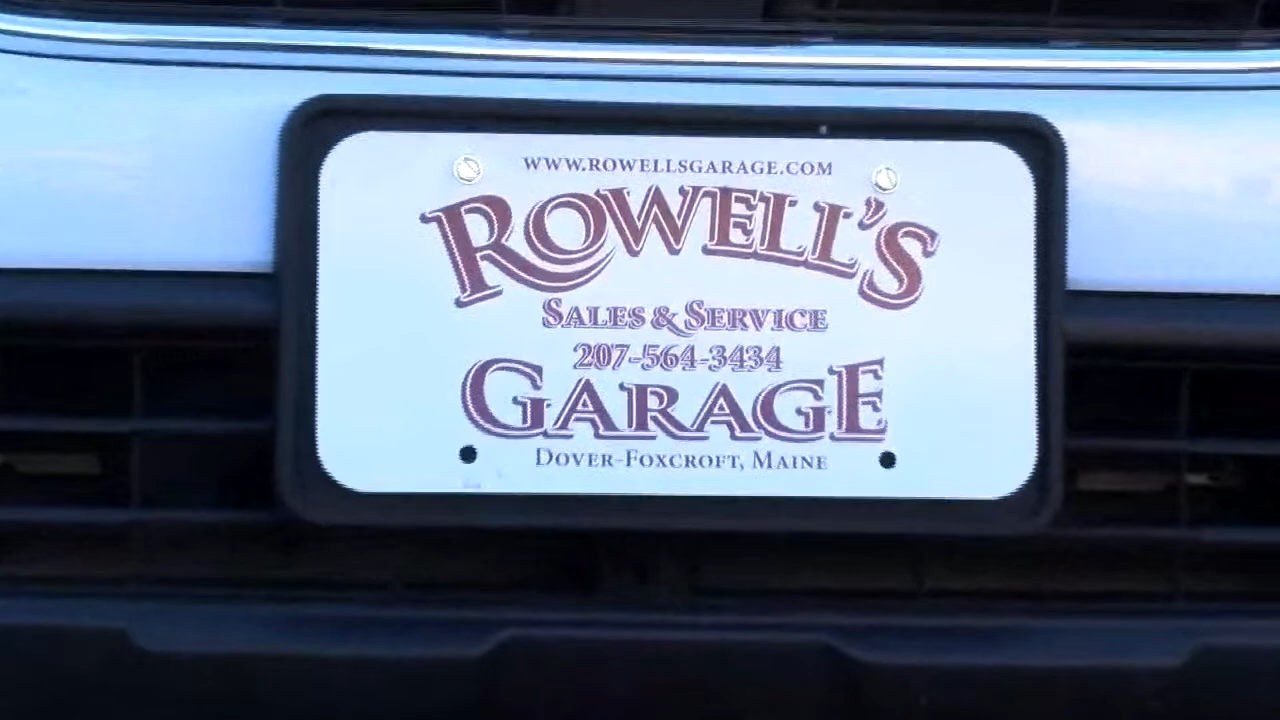 WWW.ROWELLSGARAGE.COM
ROWELL'S
SALES & SERVICE
207-564-3434
GARAGE
DOVER-FOXCROFT, MAINE